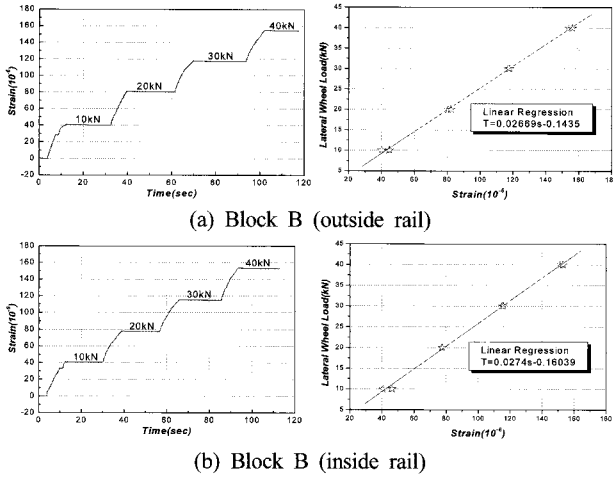 180
160
140
120
100
80
60
40
20
0
-20
Strain(10⁻⁶)
10kN
20kN
30kN
40kN
0 20 40 60 80 100 120
Time(sec)
45
40
35
30
25
20
15
10
5
Lateral Wheel Load(kN)
Linear Regression
T=0.02669s-0.1435
20 40 60 80 100 120 140 160 180
Strain(10⁻⁶)
(a) Block B (outside rail)
180
160
140
120
100
80
60
40
20
0
-20
Strain(10⁻⁶)
10kN
20kN
30kN
40kN
0 20 40 60 80 100 120
Time(sec)
45
40
35
30
25
20
15
10
5
Lateral Wheel Load(kN)
Linear Regression
T=0.0274s-0.16039
20 40 60 80 100 120 140 160 180
Strain(10⁻⁶)
(b) Block B (inside rail)